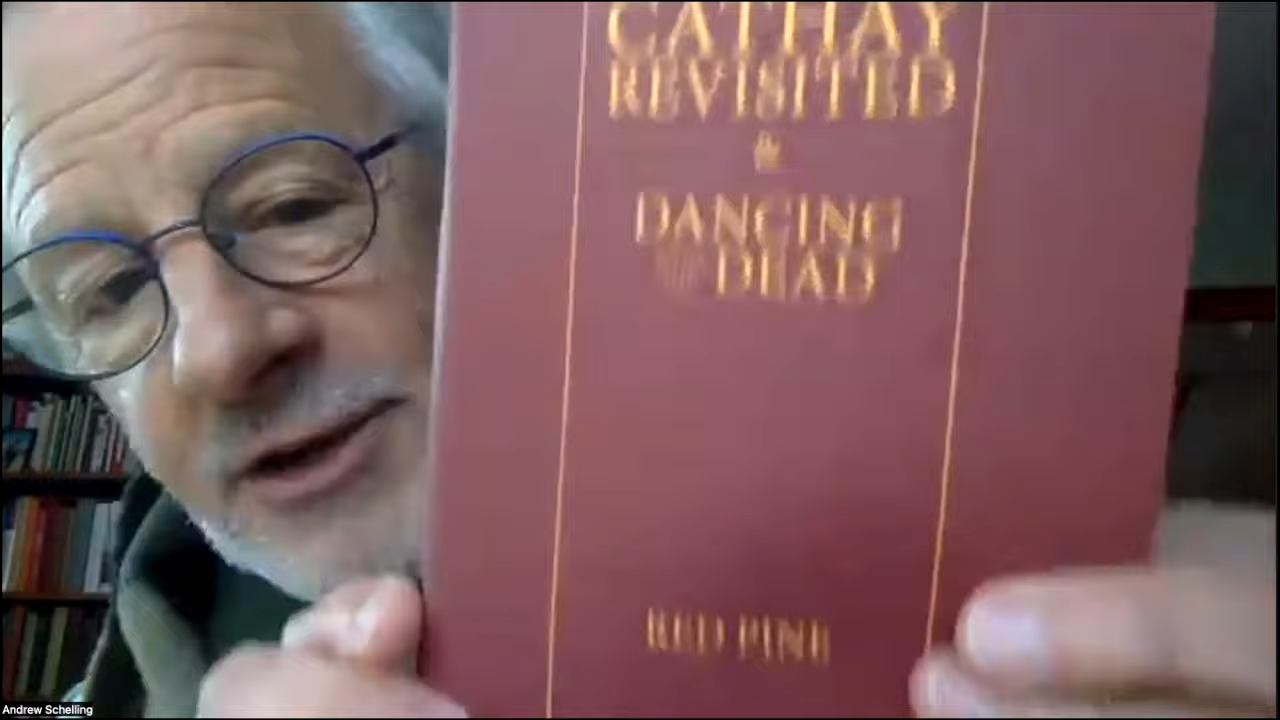 CATHAY
REVISITED
&
DANCING
DEAD
RED PINE
Andrew Schelling